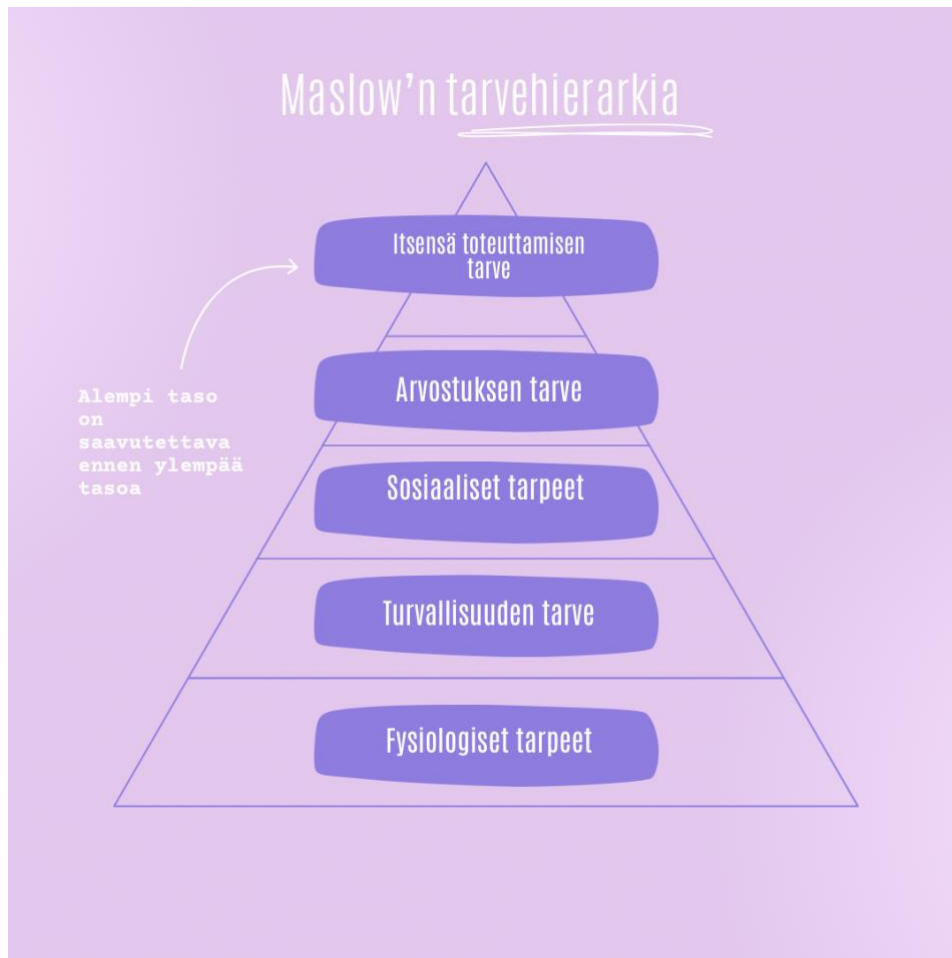 Maslow’n tarvehierarkia
Itsensä toteuttamisen
tarve
Alempi taso
on
saavutettava
ennen ylempää
tasoa
Arvostuksen tarve
Sosiaaliset tarpeet
Turvallisuuden tarve
Fysiologiset tarpeet